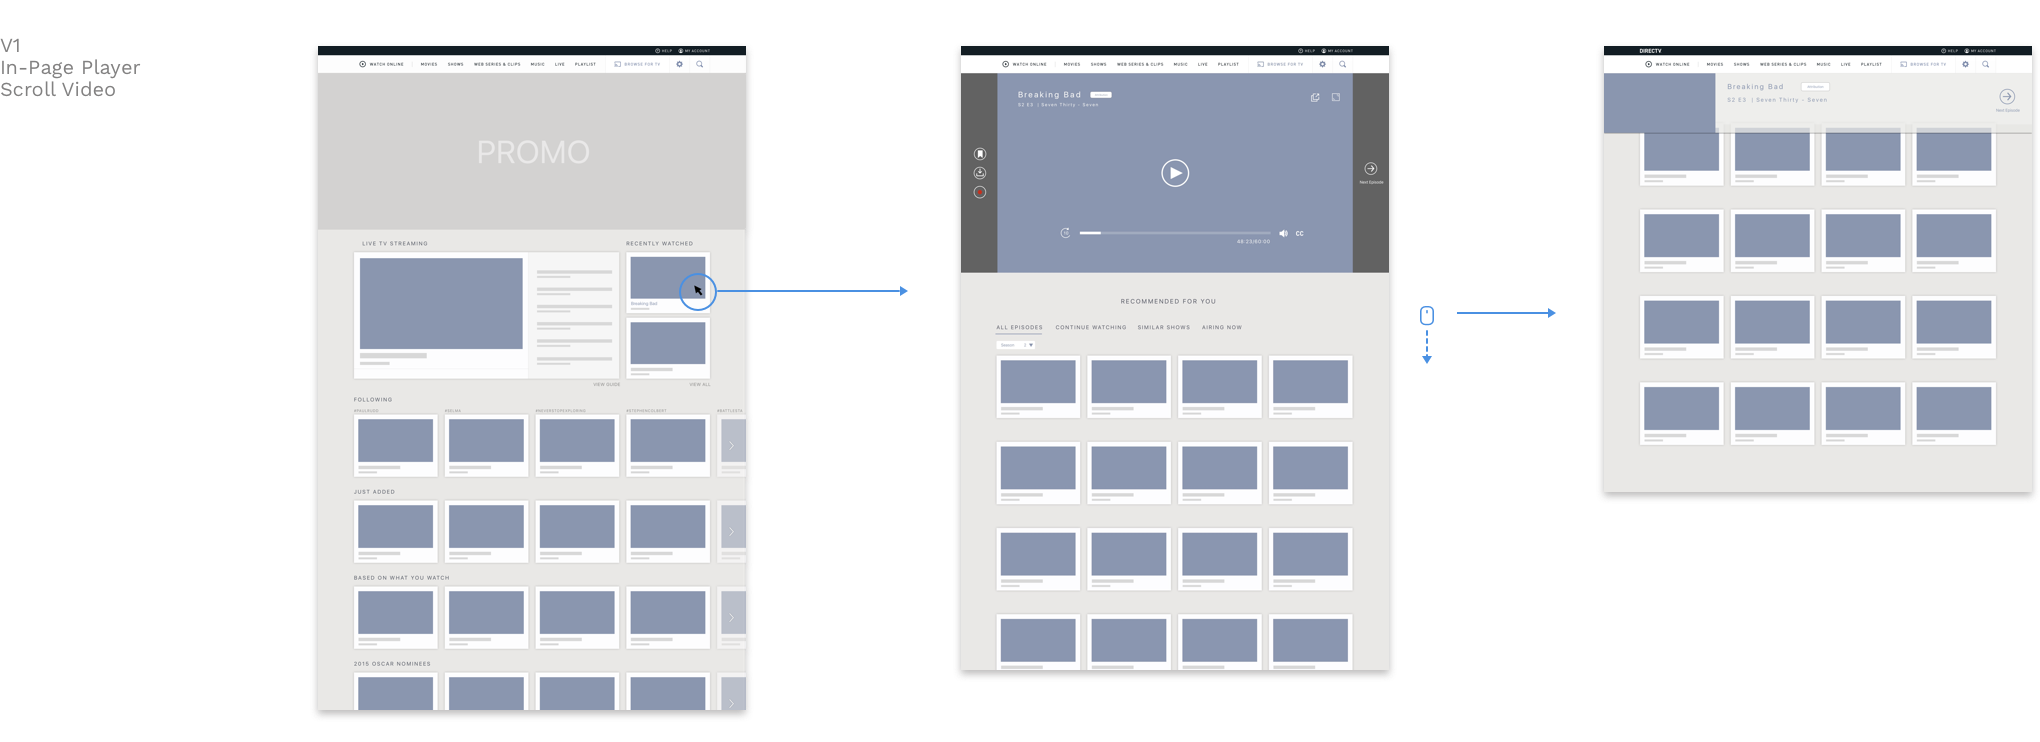 V1
In-Page Player
Scroll Video
HELP MY ACCOUNT
WATCH ONLINE MOVIES SHOWS WEB SERIES & CLIPS MUSIC LIVE PLAYLIST BROWSE FOR TV
PROMO
LIVE TV STREAMING RECENTLY WATCHED
Breaking Bad
VIEW GUIDE VIEW ALL
FOLLOWING
#PAULRUDD #SELMA #NEVERSTOPEXPLORING #STEPHENCOLBERT #BATTLESTA
JUST ADDED
BASED ON WHAT YOU WATCH
2015 OSCAR NOMINEES
HELP MY ACCOUNT
WATCH ONLINE MOVIES SHOWS WEB SERIES & CLIPS MUSIC LIVE PLAYLIST BROWSE FOR TV
Breaking Bad
S2 E3 | Seven Thirty - Seven
Next Episode
48:23/60:00
CC
RECOMMENDED FOR YOU
ALL EPISODES CONTINUE WATCHING SIMILAR SHOWS AIRING NOW
Season 2
DIRECTV HELP MY ACCOUNT
WATCH ONLINE MOVIES SHOWS WEB SERIES & CLIPS MUSIC LIVE PLAYLIST BROWSE FOR TV
Breaking Bad
S2 E3 | Seven Thirty - Seven
Next Episode